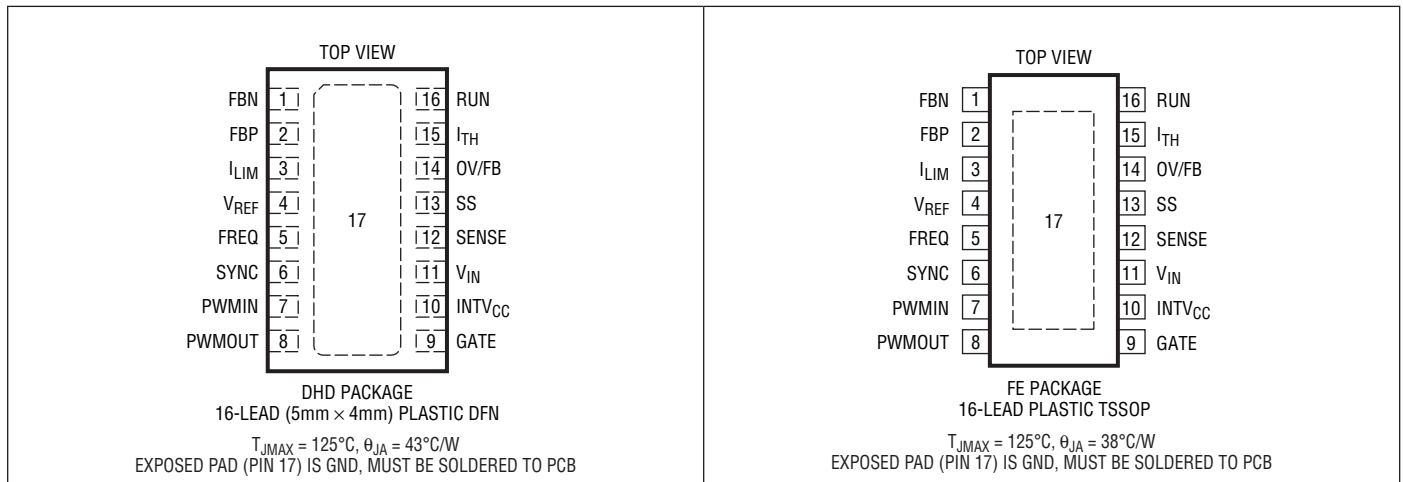 TOP VIEW
FBN 1 16 RUN
FBP 2 15 ITH
ILIM 3 14 OV/FB
VREF 4 13 SS
17
FREQ 5 12 SENSE
SYNC 6 11 VIN
PWMIN 7 10 INTVCC
PWMOUT 8 9 GATE
DHD PACKAGE
16-LEAD (5mm × 4mm) PLASTIC DFN
TJMAX = 125°C, θJA = 43°C/W
EXPOSED PAD (PIN 17) IS GND, MUST BE SOLDERED TO PCB
TOP VIEW
FBN 1 16 RUN
FBP 2 15 ITH
ILIM 3 14 OV/FB
VREF 4 13 SS
17
FREQ 5 12 SENSE
SYNC 6 11 VIN
PWMIN 7 10 INTVCC
PWMOUT 8 9 GATE
FE PACKAGE
16-LEAD PLASTIC TSSOP
TJMAX = 125°C, θJA = 38°C/W
EXPOSED PAD (PIN 17) IS GND, MUST BE SOLDERED TO PCB